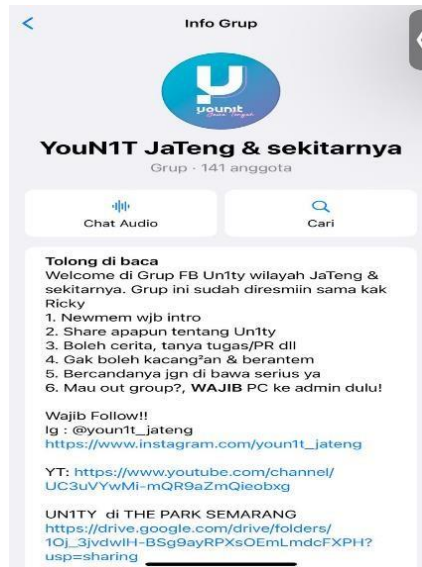 Info Grup
younit
Jawa Tengah
YouN1T JaTeng & sekitarnya
Grup · 141 anggota
Chat Audio
Cari
Tolong di baca
Welcome di Grup FB Un1ty wilayah JaTeng &
sekitarnya. Grup ini sudah diresmiin sama kak
Ricky
1. Newmem wjb intro
2. Share apapun tentang Un1ty
3. Boleh cerita, tanya tugas/PR dll
4. Gak boleh kacang²an & berantem
5. Bercandanya jgn di bawa serius ya
6. Mau out group?, WAJIB PC ke admin dulu!
Wajib Follow!!
Ig : @youn1t_jateng
https://www.instagram.com/youn1t_jateng
YT: https://www.youtube.com/channel/
UC3uVYwMi-mQR9aZmQieobxg
UN1TY di THE PARK SEMARANG
https://drive.google.com/drive/folders/
1Oj_3jvdwIH-BSg9ayRPXsOEmLmdcFXPH?
usp=sharing